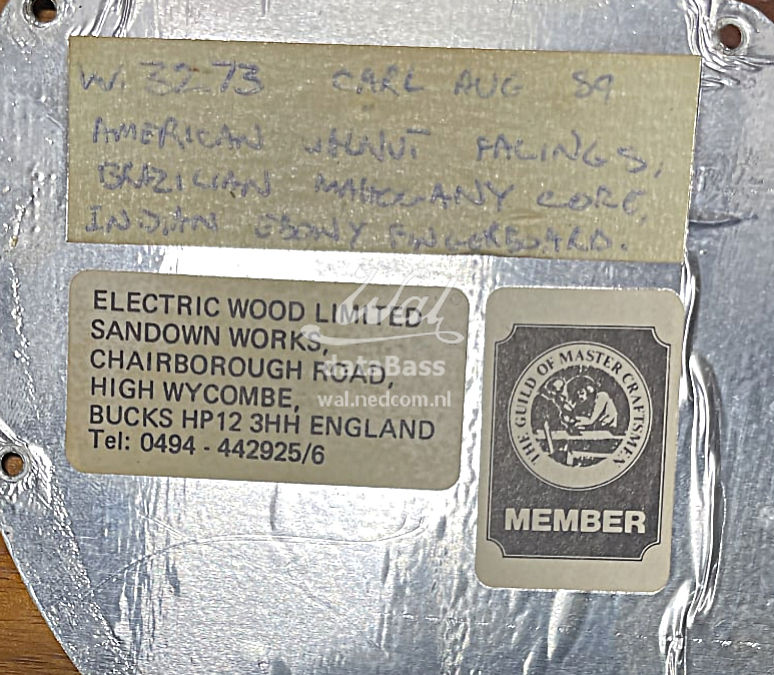 W. 3273 CARL AUG 89
AMERICAN WALNUT FACINGS,
BRAZILIAN MAHOGANY CORE,
INDIAN EBONY FINGERBOARD.
ELECTRIC WOOD LIMITED
SANDOWN WORKS,
CHAIRBOROUGH ROAD,
HIGH WYCOMBE,
BUCKS HP12 3HH ENGLAND
Tel: 0494 - 442925/6
Wal
dataBass
wal.nedcom.nl
THE GUILD OF MASTER CRAFTSMEN
MEMBER